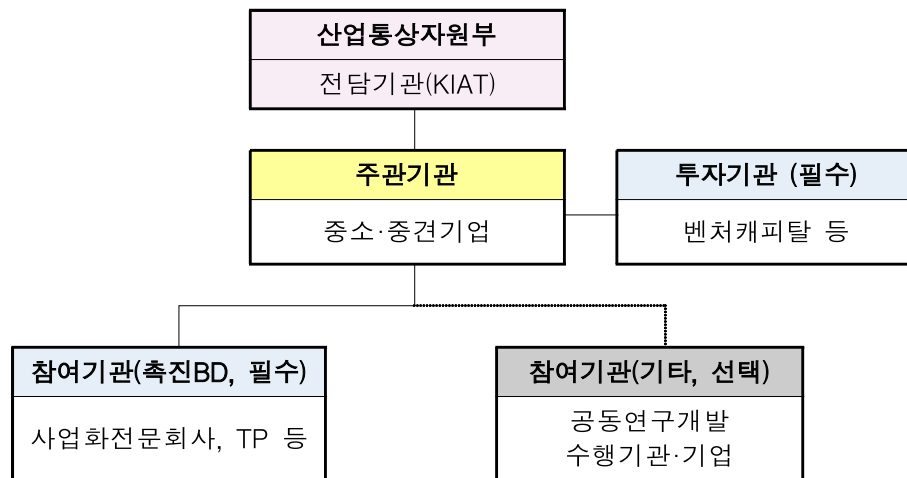 산업통상자원부
전담기관(KIAT)
주관기관
중소·중견기업
투자기관 (필수)
벤처캐피탈 등
참여기관(촉진BD, 필수)
사업화전문회사, TP 등
참여기관(기타, 선택)
공동연구개발
수행기관·기업